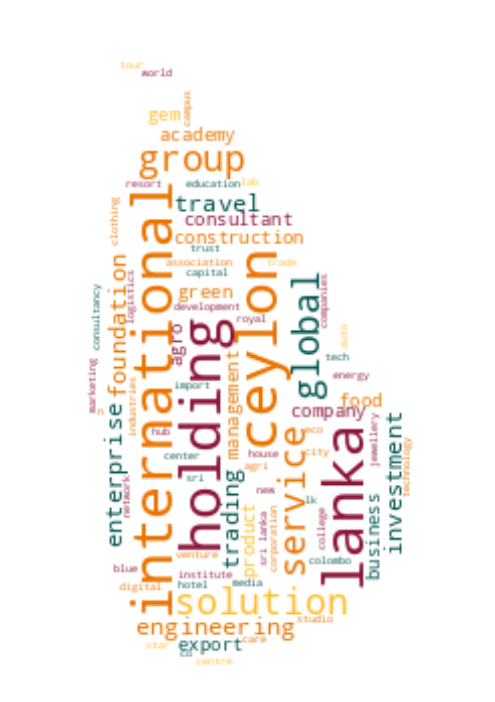 tour
world
campus
gem
academy
group
resort
education
lab
international
travel
clothing
consultant
construction
trust
association
trade
capital
foundation
ceylon
logistics
green
global
companies
consultancy
development
royal
holding
agro
auto
tech
management
marketing
energy
import
industries
food
company
n
enterprise
jewellery
investment
hub
service
eco
house
city
center
agri
technology
lanka
trading
sri
network
new
lk
business
product
corporation
college
sri lanka
venture
colombo
blue
institute
media
digital
hotel
solution
studio
engineering
care
star
export
co
centre